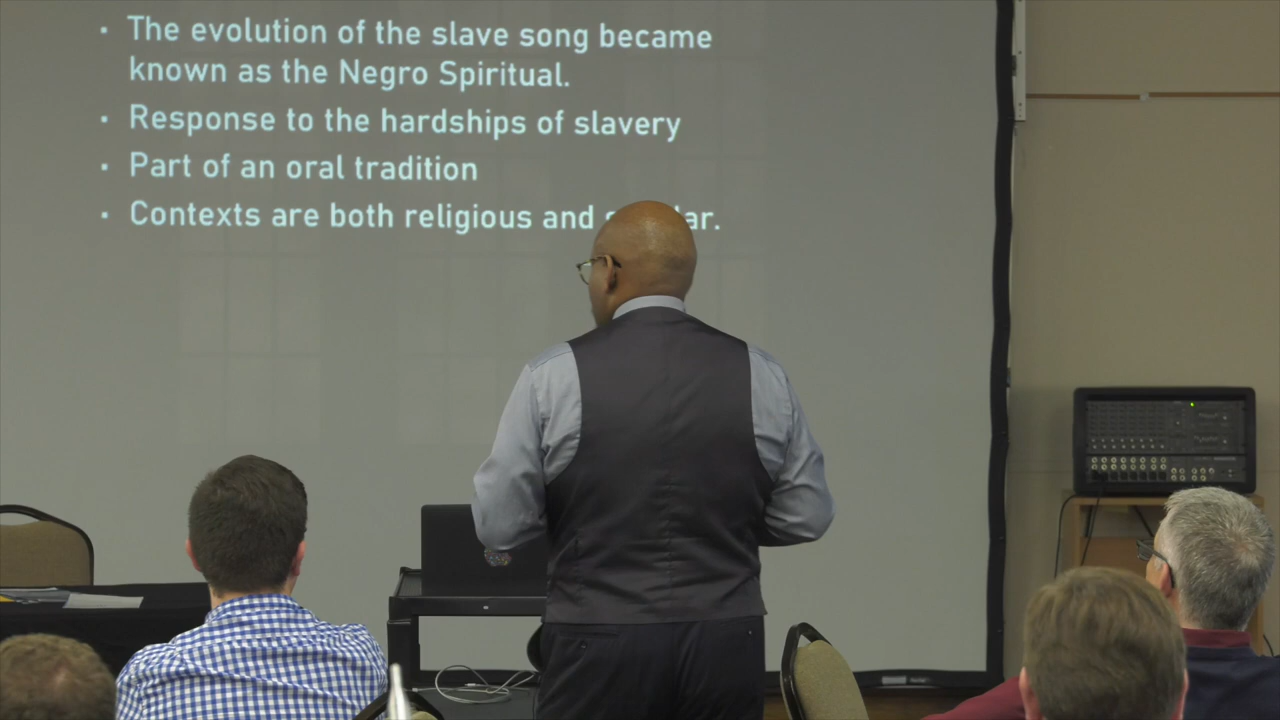 · The evolution of the slave song became
known as the Negro Spiritual.
· Response to the hardships of slavery
· Part of an oral tradition
· Contexts are both religious and